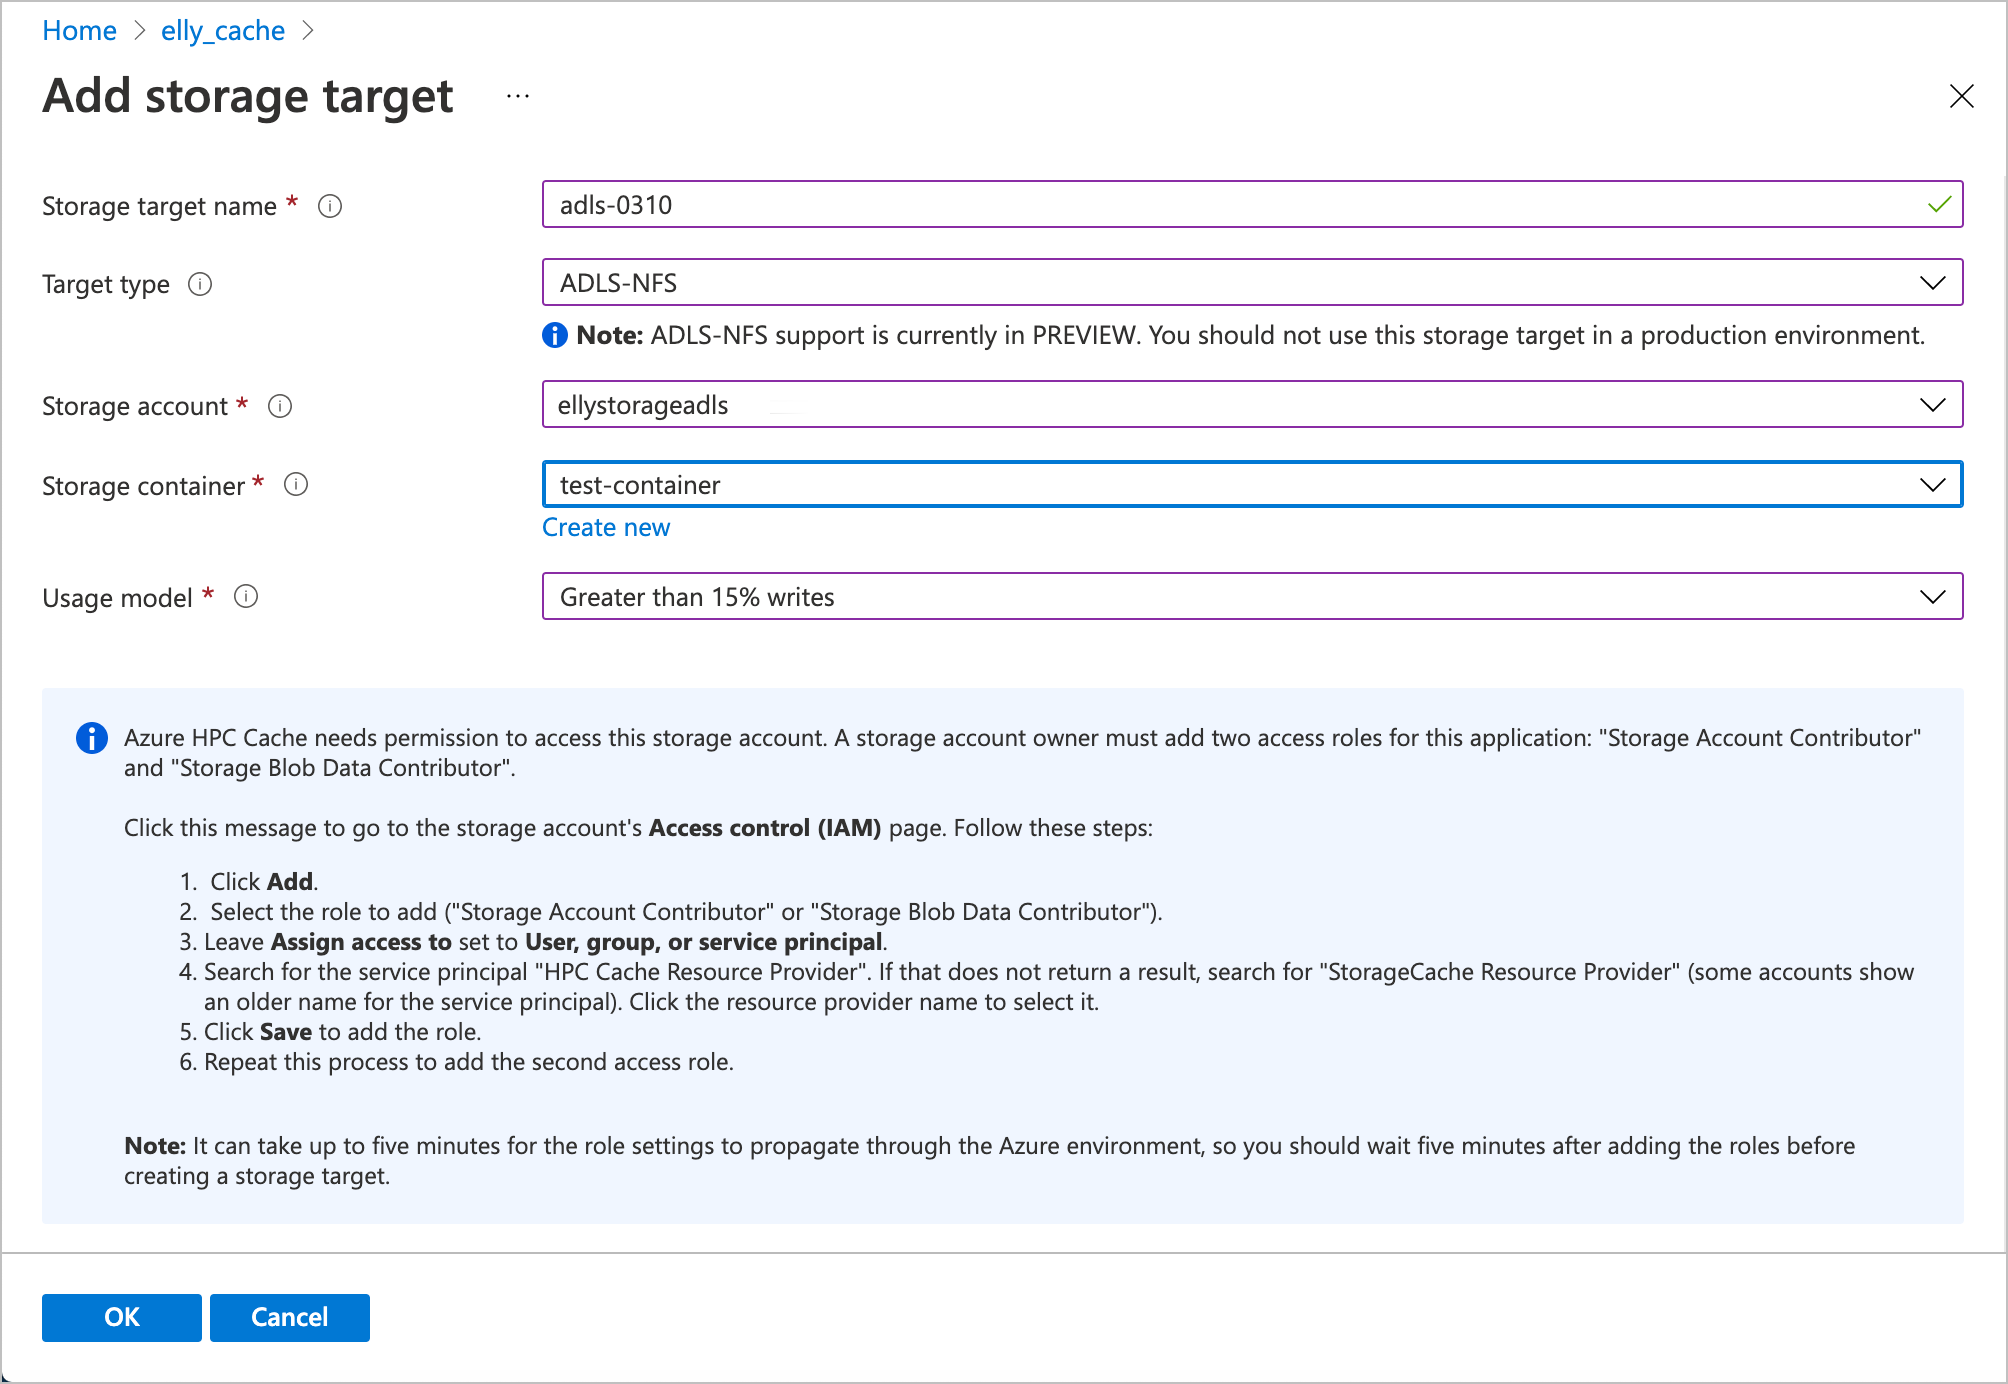 Home > elly_cache >
Add storage target ...
Storage target name * adls-0310
Target type ADLS-NFS
Note: ADLS-NFS support is currently in PREVIEW. You should not use this storage target in a production environment.
Storage account * ellystorageadls
Storage container * test-container
Create new
Usage model * Greater than 15% writes
Azure HPC Cache needs permission to access this storage account. A storage account owner must add two access roles for this application: "Storage Account Contributor"
and "Storage Blob Data Contributor".
Click this message to go to the storage account's Access control (IAM) page. Follow these steps:
1. Click Add.
2. Select the role to add ("Storage Account Contributor" or "Storage Blob Data Contributor").
3. Leave Assign access to set to User, group, or service principal.
4. Search for the service principal "HPC Cache Resource Provider". If that does not return a result, search for "StorageCache Resource Provider" (some accounts show
an older name for the service principal). Click the resource provider name to select it.
5. Click Save to add the role.
6. Repeat this process to add the second access role.
Note: It can take up to five minutes for the role settings to propagate through the Azure environment, so you should wait five minutes after adding the roles before
creating a storage target.
OK Cancel